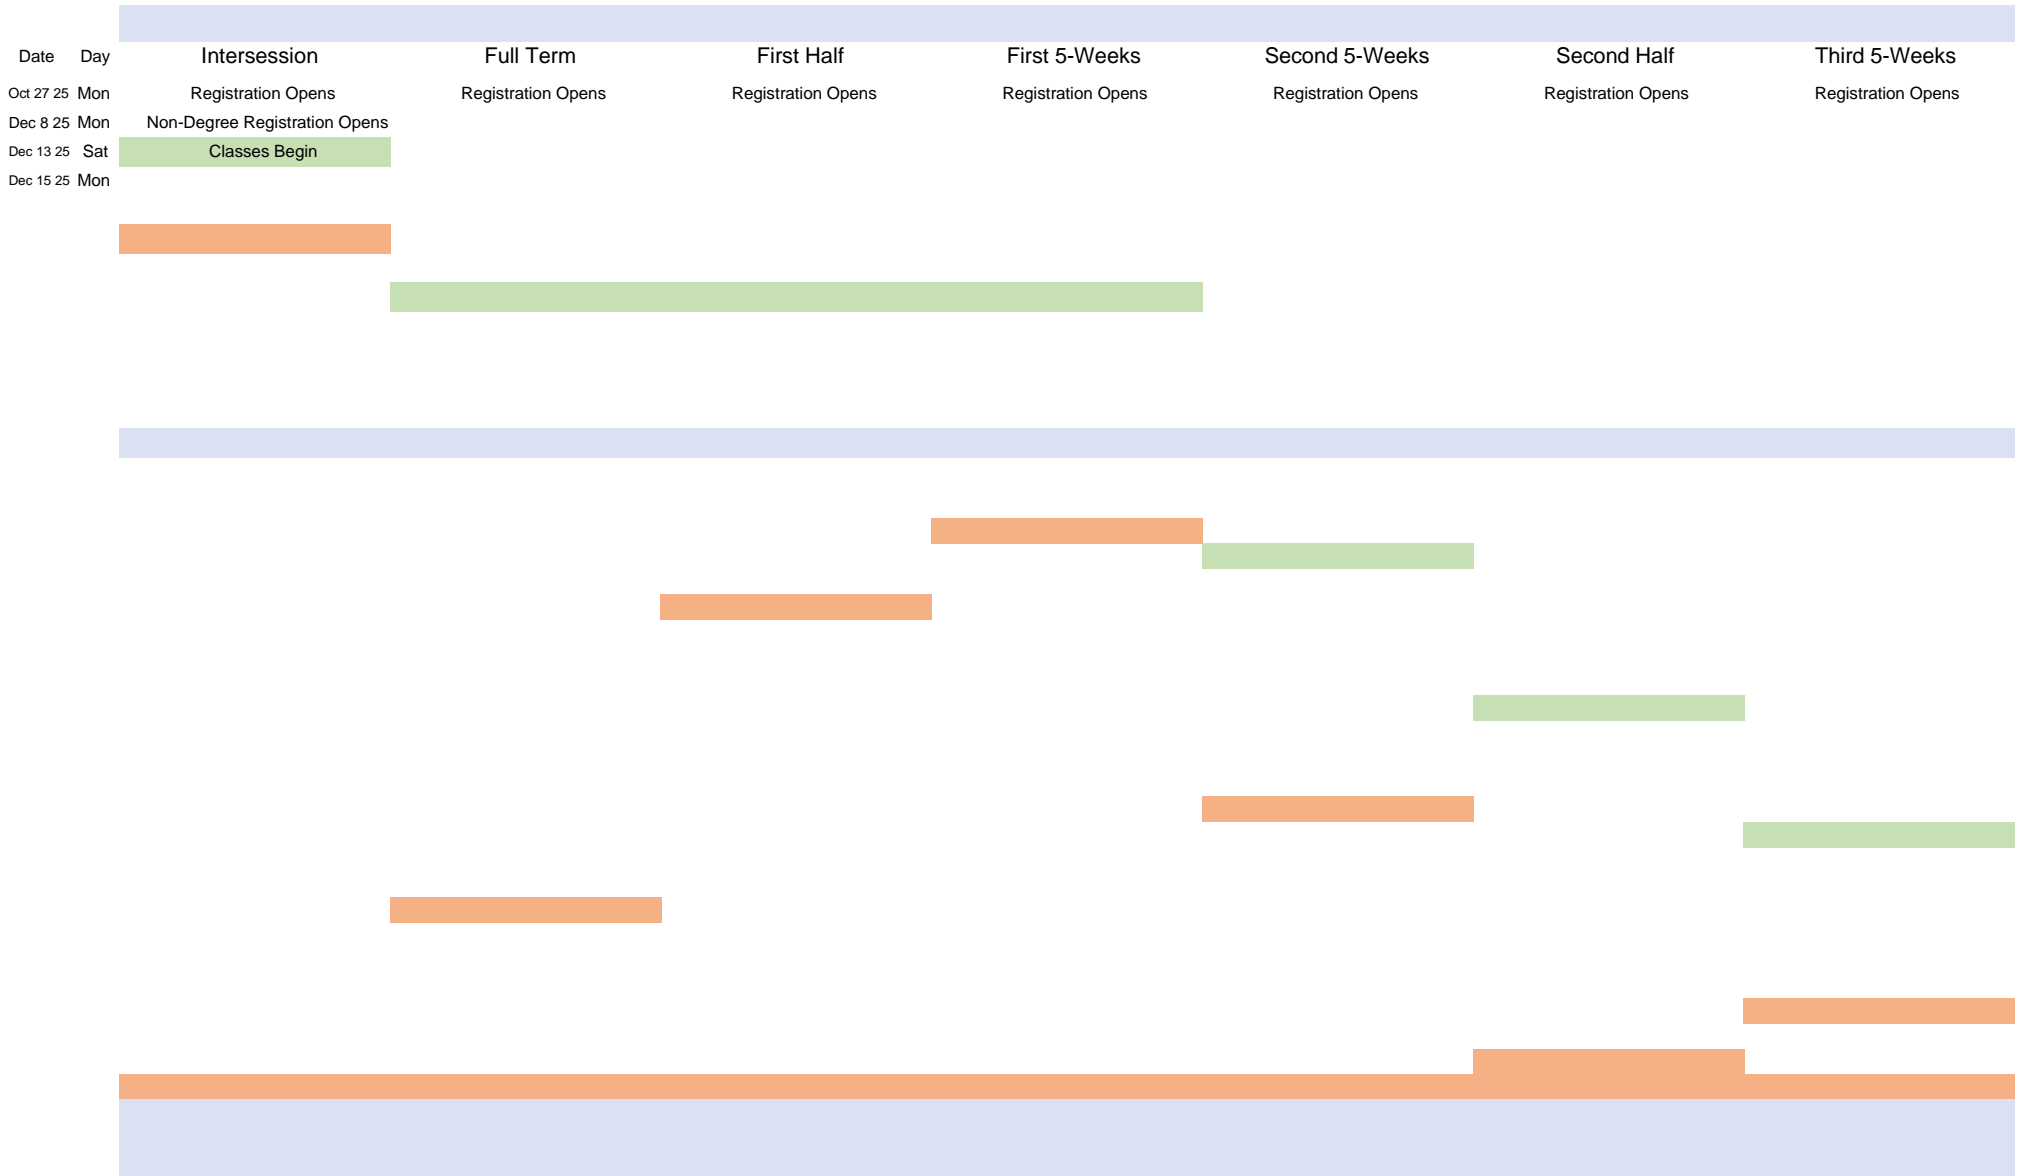 Date Day Intersession Full Term First Half First 5-Weeks Second 5-Weeks Second Half Third 5-Weeks
Oct 27 25 Mon Registration Opens Registration Opens Registration Opens Registration Opens Registration Opens Registration Opens Registration Opens
Dec 8 25 Mon Non-Degree Registration Opens
Dec 13 25 Sat Classes Begin
Dec 15 25 Mon